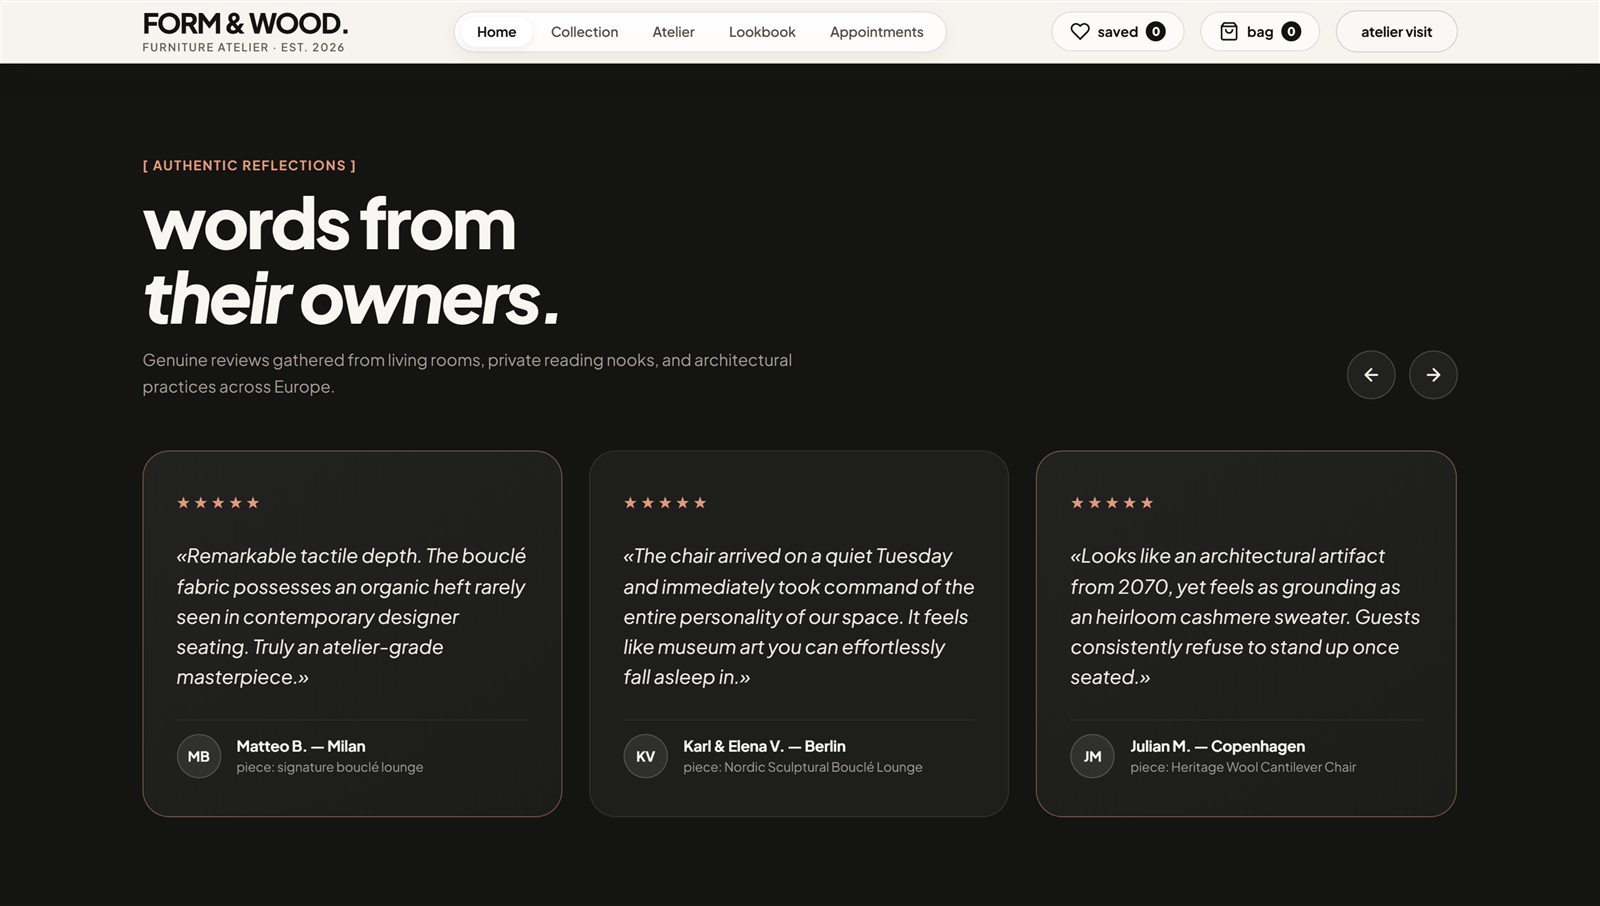 FORM & WOOD.
FURNITURE ATELIER · EST. 2026
Home
Collection
Atelier
Lookbook
Appointments
saved 0
bag 0
atelier visit
[ AUTHENTIC REFLECTIONS ]
words from
their owners.
Genuine reviews gathered from living rooms, private reading nooks, and architectural
practices across Europe.
«Remarkable tactile depth. The bouclé
fabric possesses an organic heft rarely
seen in contemporary designer
seating. Truly an atelier-grade
masterpiece.»
MB
Matteo B. — Milan
piece: signature bouclé lounge
«The chair arrived on a quiet Tuesday
and immediately took command of the
entire personality of our space. It feels
like museum art you can effortlessly
fall asleep in.»
KV
Karl & Elena V. — Berlin
piece: Nordic Sculptural Bouclé Lounge
«Looks like an architectural artifact
from 2070, yet feels as grounding as
an heirloom cashmere sweater. Guests
consistently refuse to stand up once
seated.»
JM
Julian M. — Copenhagen
piece: Heritage Wool Cantilever Chair